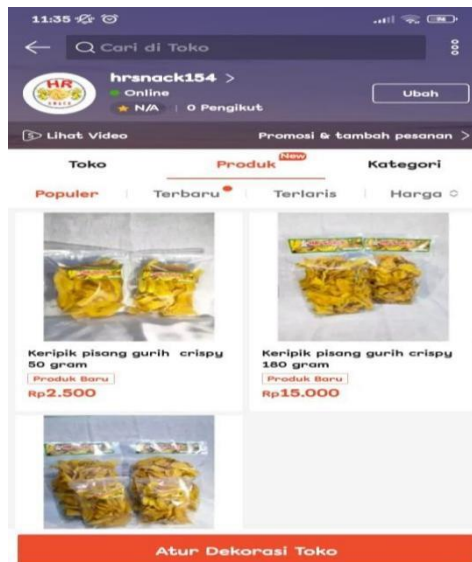 11:35
Cari di Toko
HR
SNACK
hrsnack154 >
Online
N/A | 0 Pengikut
Ubah
Lihat Video
Promosi & tambah pesanan >
Toko
Produk
New
Kategori
Populer
Terbaru
Terlaris
Harga
Keripik pisang gurih crispy
50 gram
Produk Baru
Rp2.500
Keripik pisang gurih crispy
180 gram
Produk Baru
Rp15.000
Atur Dekorasi Toko